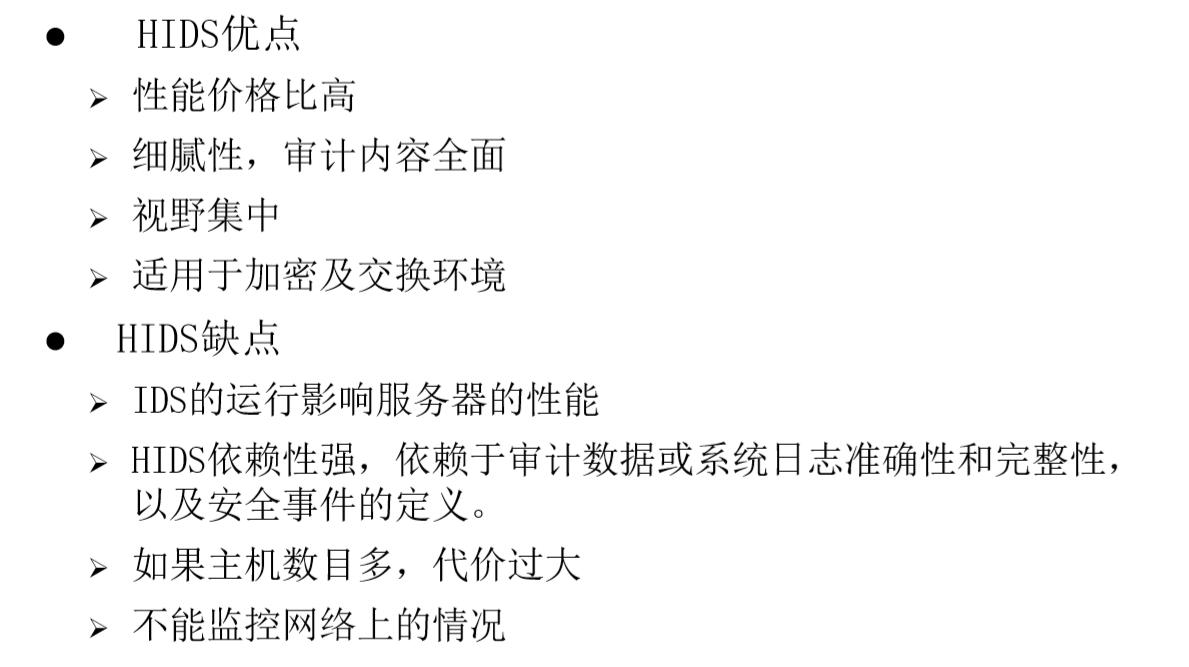 ● HIDS优点
➢ 性能价格比高
➢ 细腻性，审计内容全面
➢ 视野集中
➢ 适用于加密及交换环境
● HIDS缺点
➢ IDS的运行影响服务器的性能
➢ HIDS依赖性强，依赖于审计数据或系统日志准确性和完整性，
以及安全事件的定义。
➢ 如果主机数目多，代价过大
➢ 不能监控网络上的情况